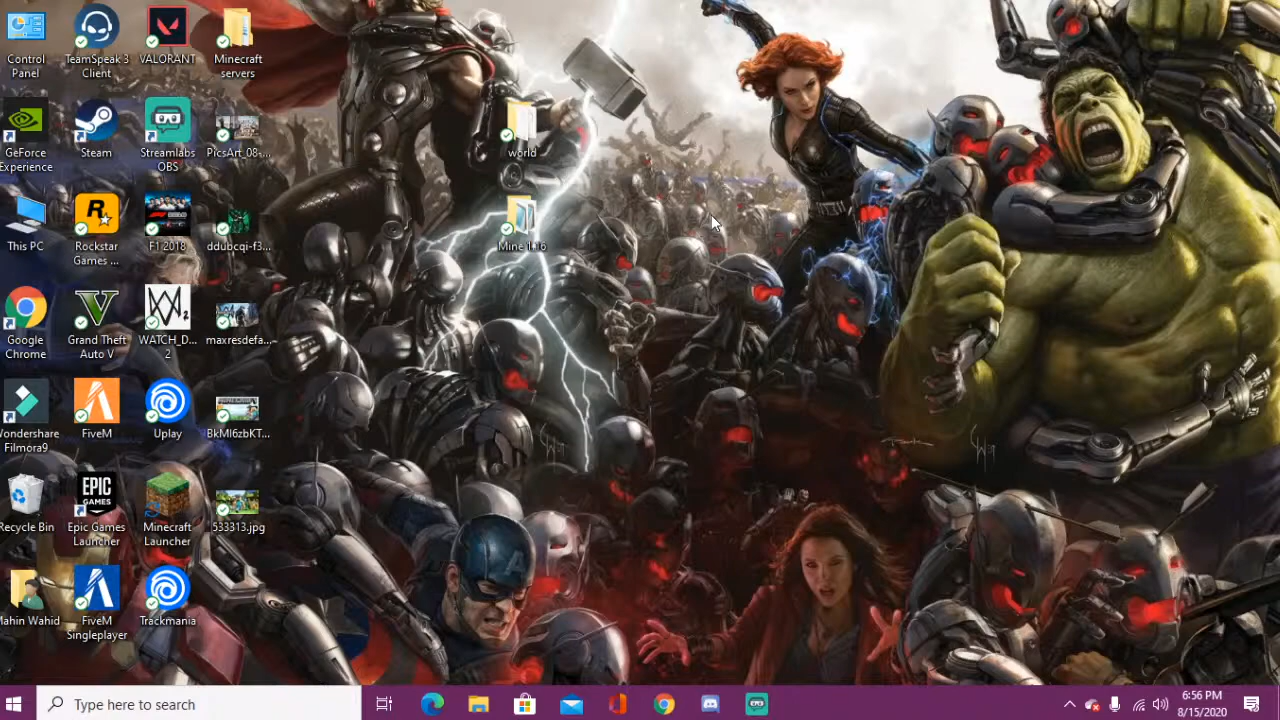 Control
Panel
TeamSpeak 3
Client
VALORANT
Minecraft
servers
GeForce
Experience
Steam
Streamlabs
OBS
PicsArt_08-...
world
This PC
R
Rockstar
Games ...
F1 2018
ddubcqi-f3...
Mine 1.16
Google
Chrome
Grand Theft
Auto V
WATCH_D...
2
maxresdefa...
Wondershare
Filmora9
FiveM
Uplay
BkMI6zbKT...
Recycle Bin
EPIC
GAMES
Epic Games
Launcher
Minecraft
Launcher
533313.jpg
Mahin Wahid
FiveM
Singleplayer
Trackmania
A
Type here to search
6:56 PM
8/15/2020